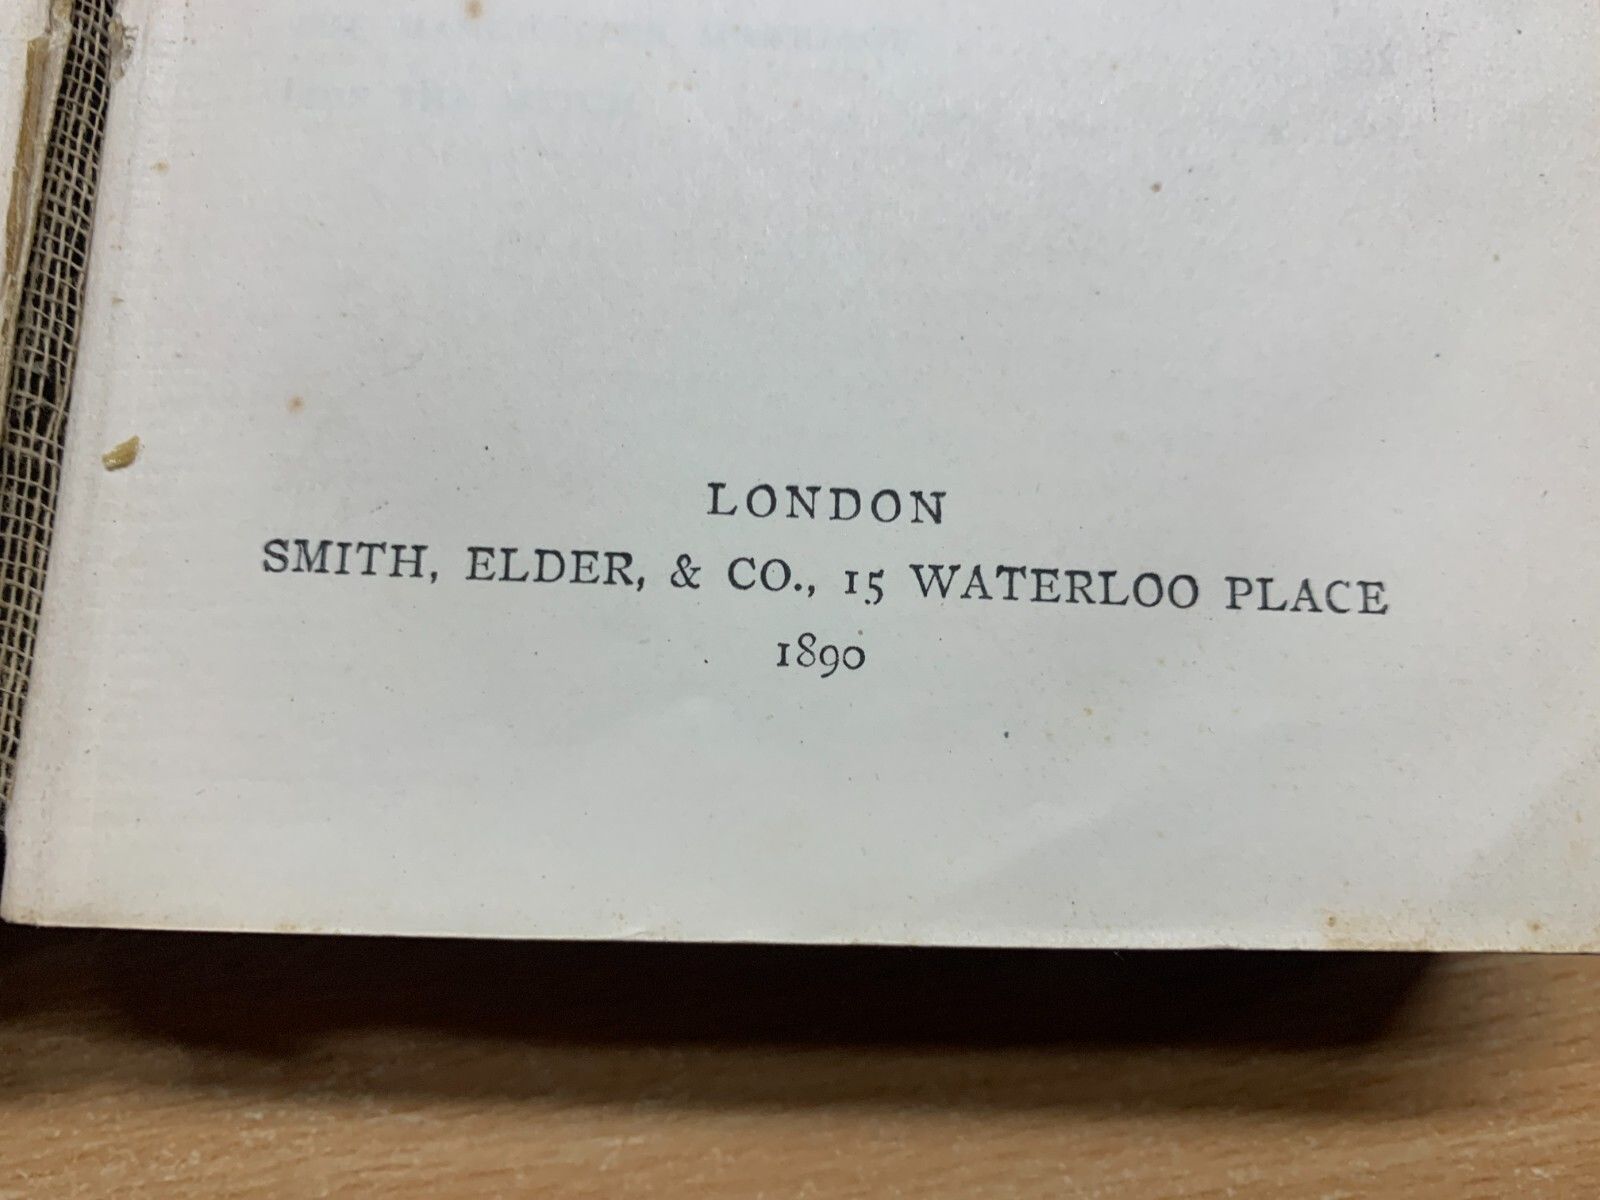 LONDON
SMITH, ELDER, & CO., 15 WATERLOO PLACE
1890